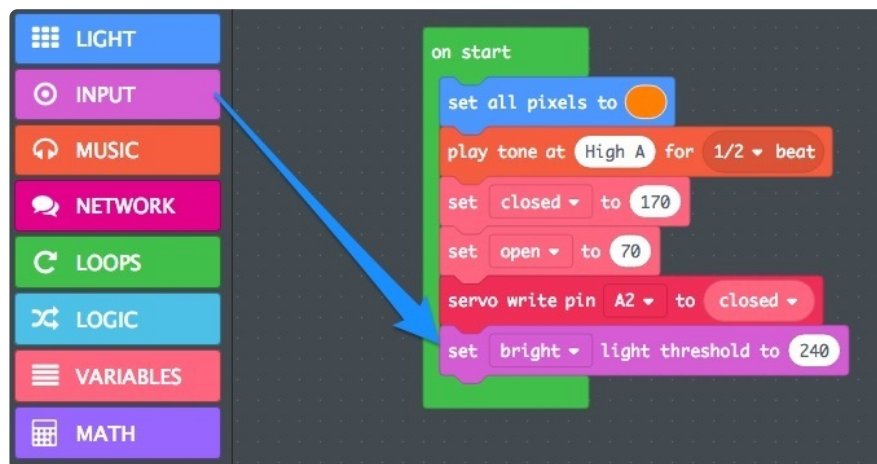 LIGHT
INPUT
MUSIC
NETWORK
LOOPS
LOGIC
VARIABLES
MATH
on start
set all pixels to
play tone at High A for 1/2 beat
set closed to 170
set open to 70
servo write pin A2 to closed
set bright light threshold to 240